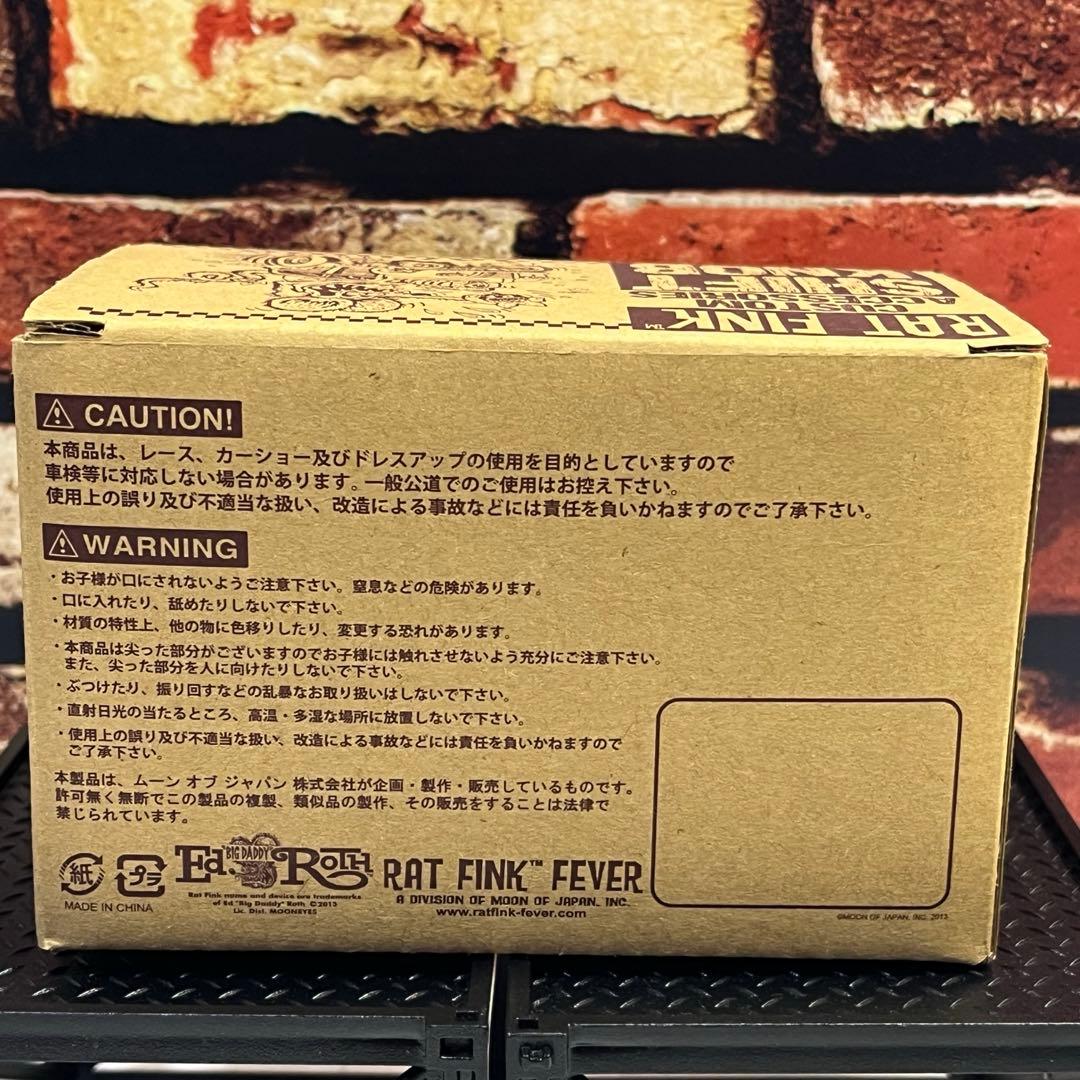 RAT FINK™
CUSTOM
ACCESSORIES
SHIFT
KNOB
CAUTION!
本商品は、レース、カーショー及びドレスアップの使用を目的としていますので
車検等に対応しない場合があります。一般公道でのご使用はお控え下さい。
使用上の誤り及び不適当な扱い、改造による事故などには責任を負いかねますのでご了承下さい。
WARNING
・お子様が口にされないようご注意下さい。窒息などの危険があります。
・口に入れたり、舐めたりしないで下さい。
・材質の特性上、他の物に色移りしたり、変更する恐れがあります。
・本商品は尖った部分がございますのでお子様には触れさせないよう充分にご注意下さい。
また、尖った部分を人に向けたりしないで下さい。
・ぶつけたり、振り回すなどの乱暴なお取り扱いはしないで下さい。
・直射日光の当たるところ、高温・多湿な場所に放置しないで下さい。
・使用上の誤り及び不適当な扱い、改造による事故などには責任を負いかねますので
ご了承下さい。
本製品は、ムーン オブ ジャパン 株式会社が企画・製作・販売しているものです。
許可無く無断でこの製品の複製、類似品の製作、その販売をすることは法律で
禁じられています。
紙 プラ Ed "BIG DADDY" Roth RAT FINK™ FEVER
MADE IN CHINA
Rat Fink name and device are trademarks
of Ed "Big Daddy" Roth ©2013
Lic. Dist. MOONEYES
A DIVISION OF MOON OF JAPAN, INC.
www.ratfink-fever.com
©MOON OF JAPAN, INC. 2013